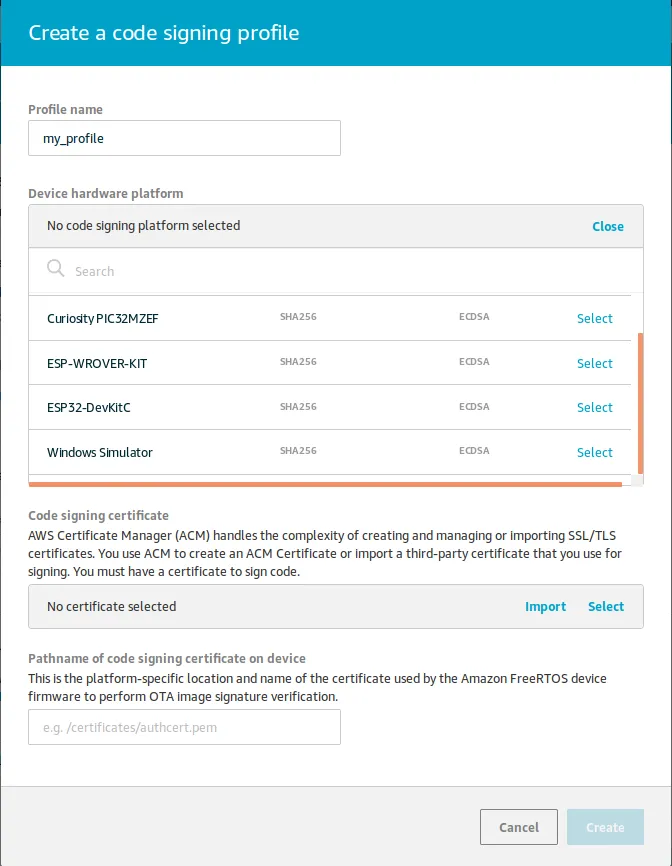 Create a code signing profile
Profile name
my_profile
Device hardware platform
No code signing platform selected Close
Search
Curiosity PIC32MZEF SHA256 ECDSA Select
ESP-WROVER-KIT SHA256 ECDSA Select
ESP32-DevKitC SHA256 ECDSA Select
Windows Simulator SHA256 ECDSA Select
Code signing certificate
AWS Certificate Manager (ACM) handles the complexity of creating and managing or importing SSL/TLS
certificates. You use ACM to create an ACM Certificate or import a third-party certificate that you use for
signing. You must have a certificate to sign code.
No certificate selected Import Select
Pathname of code signing certificate on device
This is the platform-specific location and name of the certificate used by the Amazon FreeRTOS device
firmware to perform OTA image signature verification.
e.g. /certificates/authcert.pem
Cancel Create